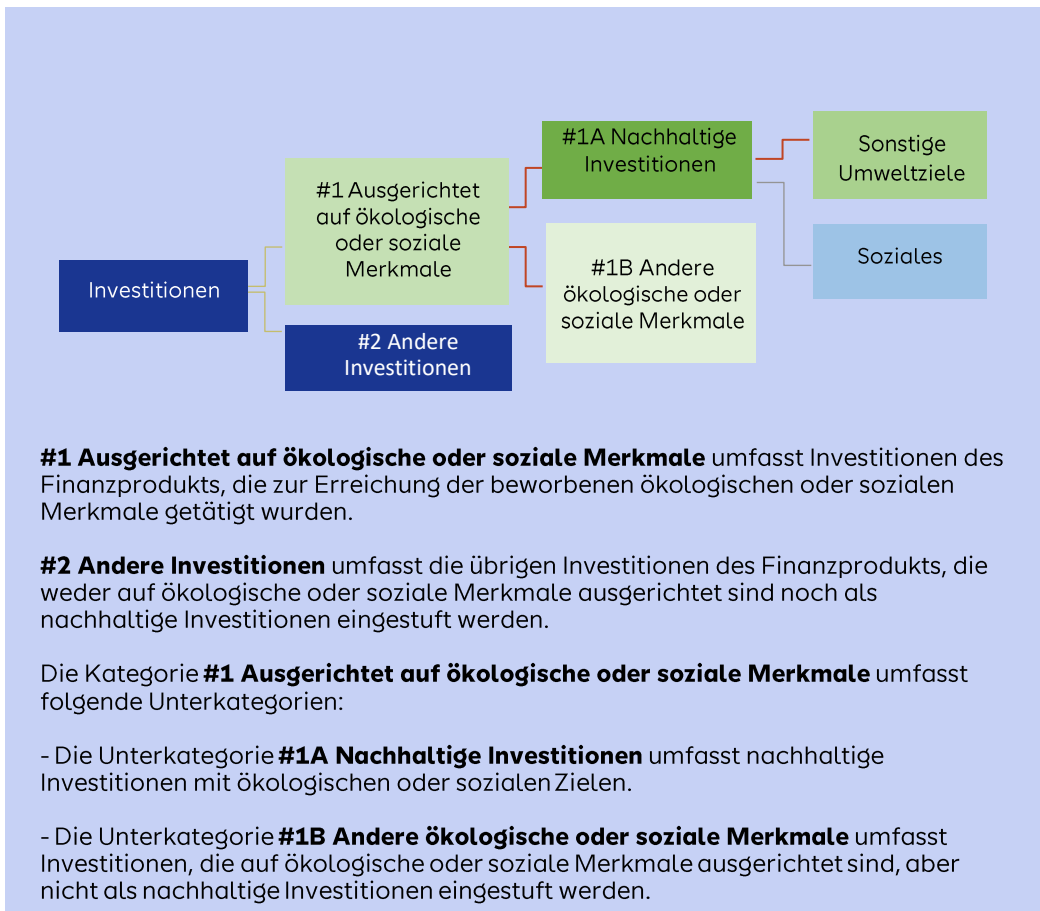 #1A Nachhaltige
Investitionen
Sonstige
Umweltziele
#1 Ausgerichtet
auf ökologische
oder soziale
Merkmale
Soziales
#1B Andere
ökologische oder
soziale Merkmale
Investitionen
#2 Andere
Investitionen
#1 Ausgerichtet auf ökologische oder soziale Merkmale umfasst Investitionen des
Finanzprodukts, die zur Erreichung der beworbenen ökologischen oder sozialen
Merkmale getätigt wurden.
#2 Andere Investitionen umfasst die übrigen Investitionen des Finanzprodukts, die
weder auf ökologische oder soziale Merkmale ausgerichtet sind noch als
nachhaltige Investitionen eingestuft werden.
Die Kategorie #1 Ausgerichtet auf ökologische oder soziale Merkmale umfasst
folgende Unterkategorien:
- Die Unterkategorie #1A Nachhaltige Investitionen umfasst nachhaltige
Investitionen mit ökologischen oder sozialen Zielen.
- Die Unterkategorie #1B Andere ökologische oder soziale Merkmale umfasst
Investitionen, die auf ökologische oder soziale Merkmale ausgerichtet sind, aber
nicht als nachhaltige Investitionen eingestuft werden.